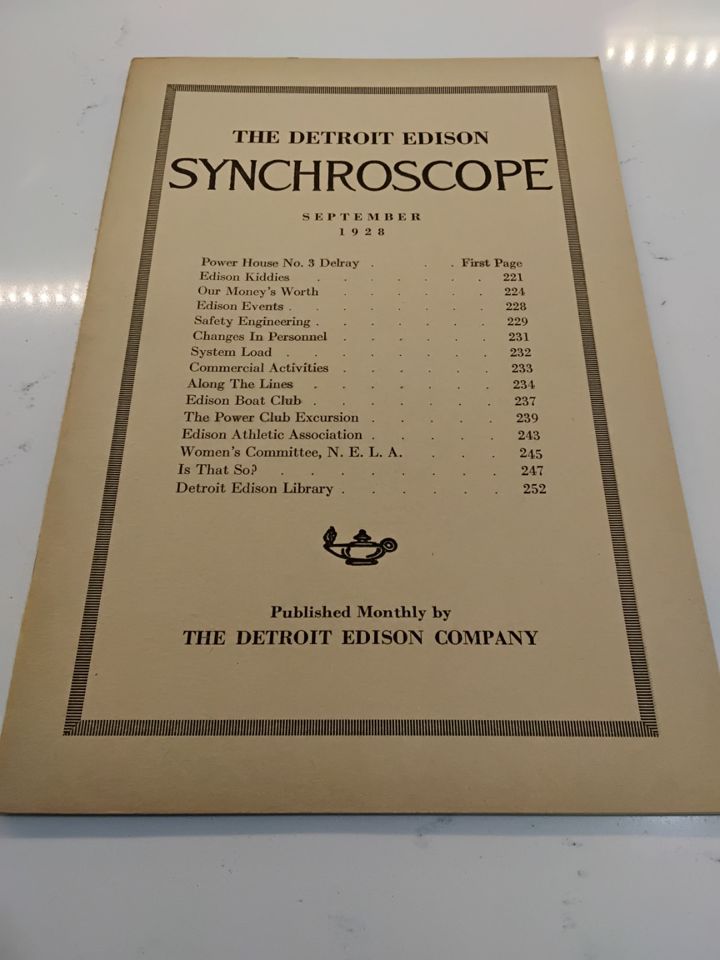 THE DETROIT EDISON
SYNCHROSCOPE
SEPTEMBER
1928
Power House No. 3 Delray . . . . First Page
Edison Kiddies . . . . . . . 221
Our Money's Worth . . . . . . 224
Edison Events . . . . . . . . 228
Safety Engineering . . . . . . . 229
Changes In Personnel . . . . . . 231
System Load . . . . . . . . 232
Commercial Activities . . . . . . 233
Along The Lines . . . . . . . 234
Edison Boat Club . . . . . . . 237
The Power Club Excursion . . . . . 239
Edison Athletic Association . . . . . 243
Women's Committee, N. E. L. A. . . . 245
Is That So? . . . . . . . . 247
Detroit Edison Library . . . . . . 252
Published Monthly by
THE DETROIT EDISON COMPANY